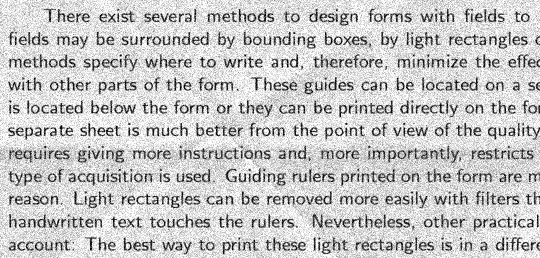 There exist several methods to design forms with fields to
fields may be surrounded by bounding boxes, by light rectangles o
methods specify where to write and, therefore, minimize the effec
with other parts of the form. These guides can be located on a se
is located below the form or they can be printed directly on the fo
separate sheet is much better from the point of view of the quality
requires giving more instructions and, more importantly, restricts
type of acquisition is used. Guiding rulers printed on the form are m
reason. Light rectangles can be removed more easily with filters th
handwritten text touches the rulers. Nevertheless, other practical
account: The best way to print these light rectangles is in a differe